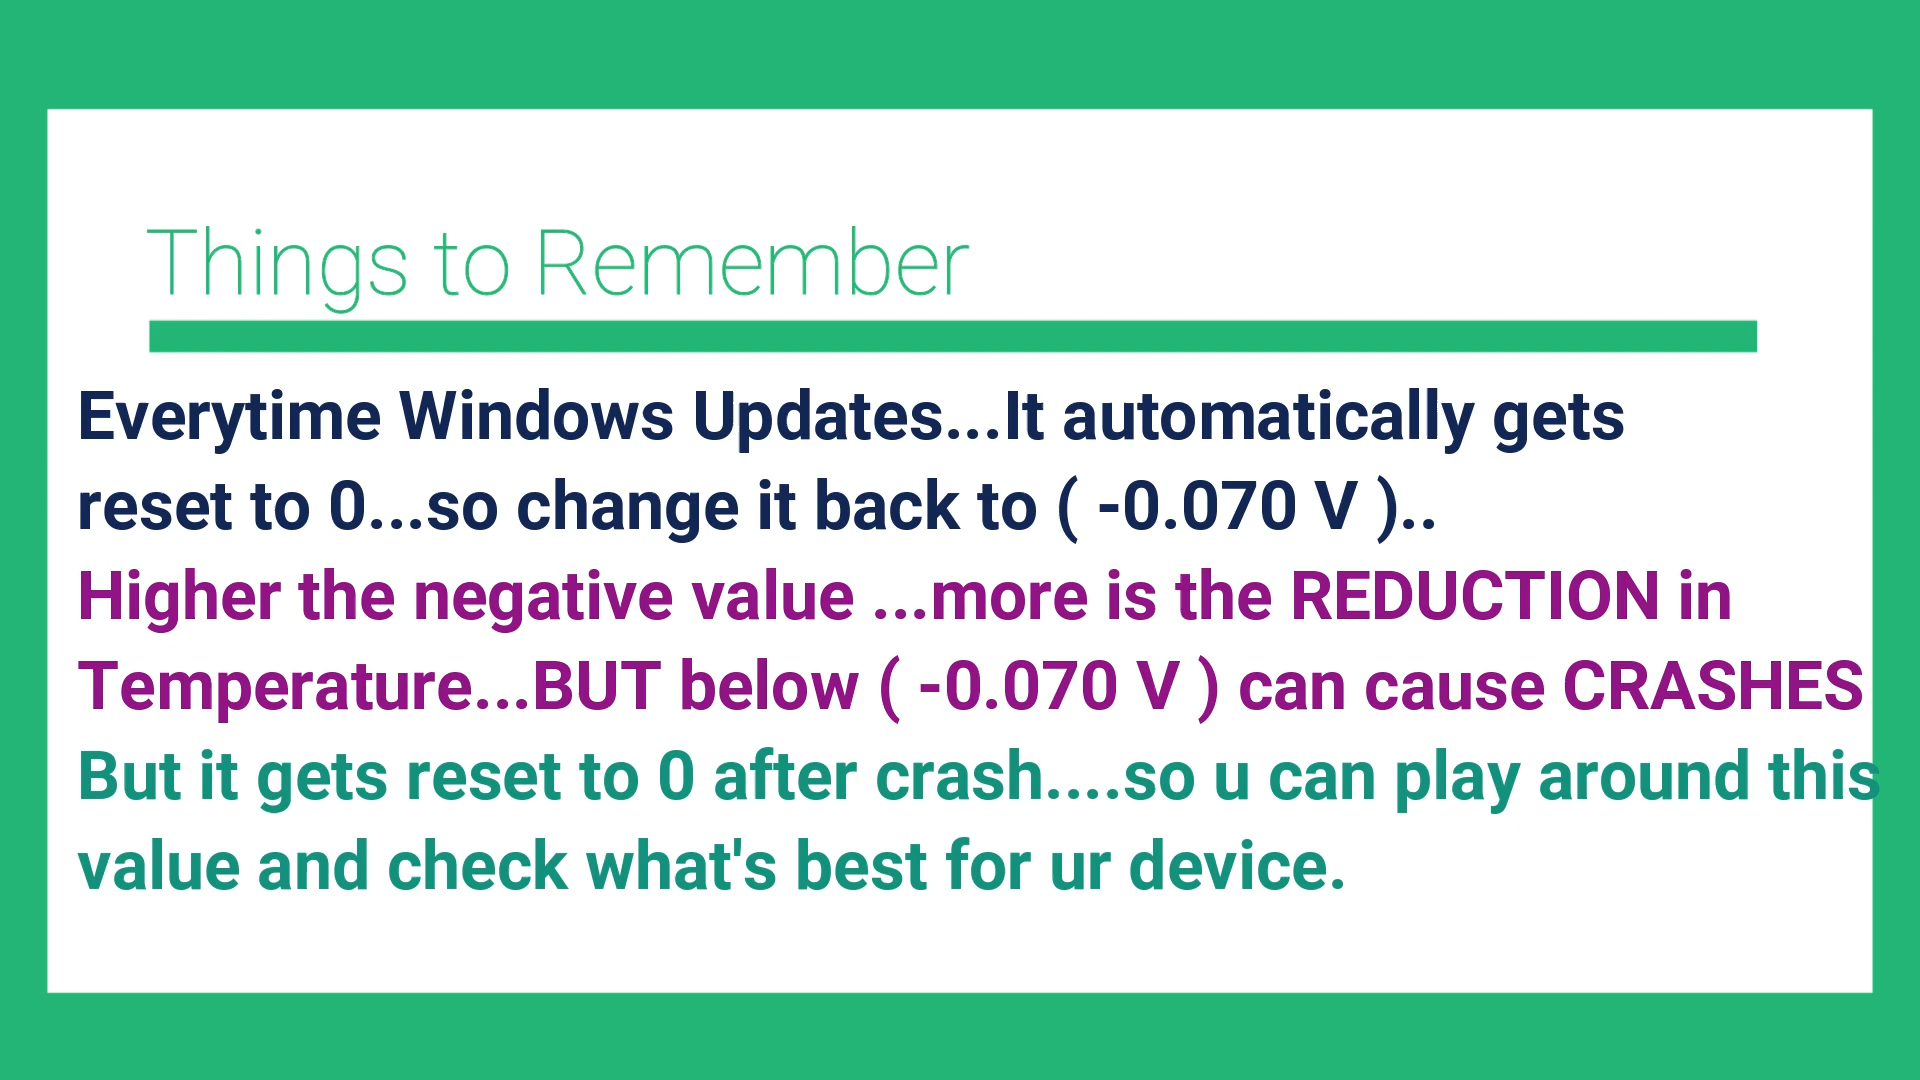 Things to Remember
Everytime Windows Updates...It automatically gets
reset to 0...so change it back to ( -0.070 V )..
Higher the negative value ...more is the REDUCTION in
Temperature...BUT below ( -0.070 V ) can cause CRASHES
But it gets reset to 0 after crash....so u can play around this
value and check what's best for ur device.